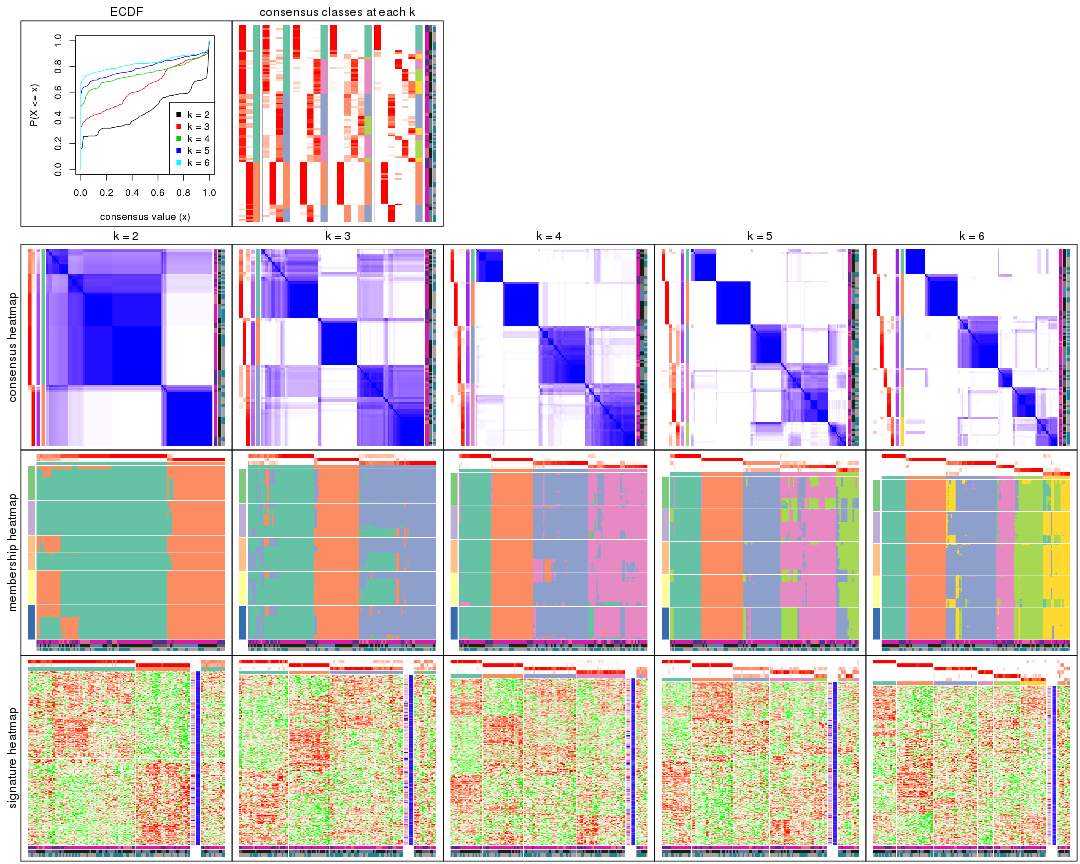 ECDF
consensus classes at each k
P(X <= x)
0.0
0.2
0.4
0.6
0.8
1.0
k = 2
k = 3
k = 4
k = 5
k = 6
0.0 0.2 0.4 0.6 0.8 1.0
consensus value (x)
k = 2
k = 3
k = 4
k = 5
k = 6
consensus heatmap
membership heatmap
signature heatmap